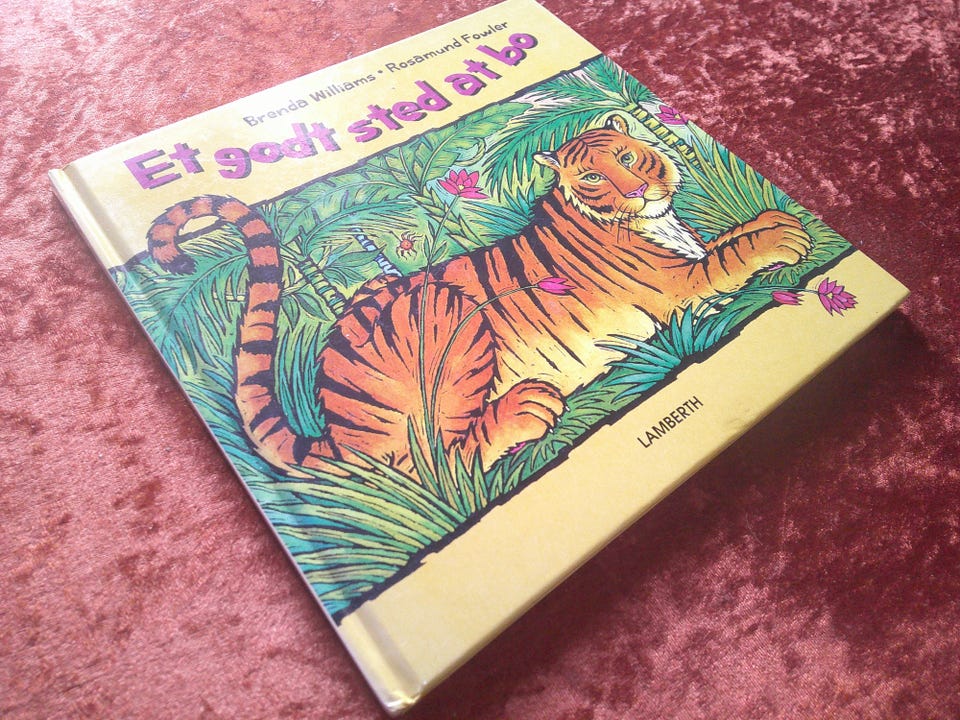 Brenda Williams • Rosamund Fowler
Et godt sted at bo
LAMBERTH